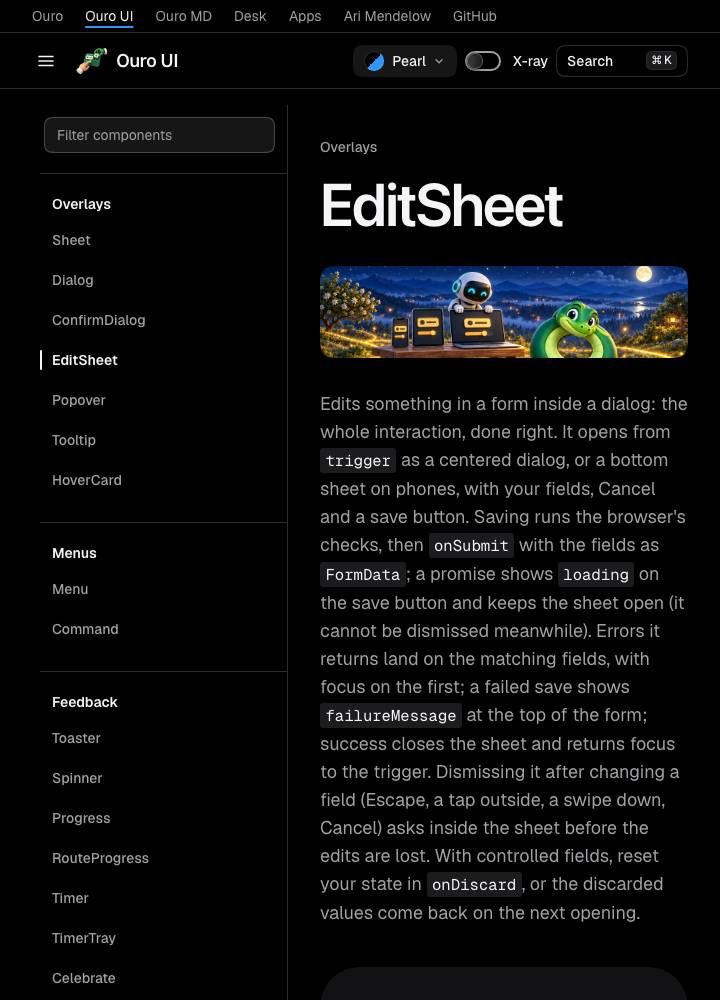 Ouro
Ouro UI
Ouro MD
Desk
Apps
Ari Mendelow
GitHub
Ouro UI
Pearl
X-ray
Search
⌘ K
Filter components
Overlays
Sheet
Dialog
ConfirmDialog
EditSheet
Popover
Tooltip
HoverCard
Menus
Menu
Command
Feedback
Toaster
Spinner
Progress
RouteProgress
Timer
TimerTray
Celebrate
Overlays
EditSheet
Edits something in a form inside a dialog: the
whole interaction, done right. It opens from
trigger as a centered dialog, or a bottom
sheet on phones, with your fields, Cancel
and a save button. Saving runs the browser's
checks, then onSubmit with the fields as
FormData; a promise shows loading on
the save button and keeps the sheet open (it
cannot be dismissed meanwhile). Errors it
returns land on the matching fields, with
focus on the first; a failed save shows
failureMessage at the top of the form;
success closes the sheet and returns focus
to the trigger. Dismissing it after changing a
field (Escape, a tap outside, a swipe down,
Cancel) asks inside the sheet before the
edits are lost. With controlled fields, reset
your state in onDiscard, or the discarded
values come back on the next opening.